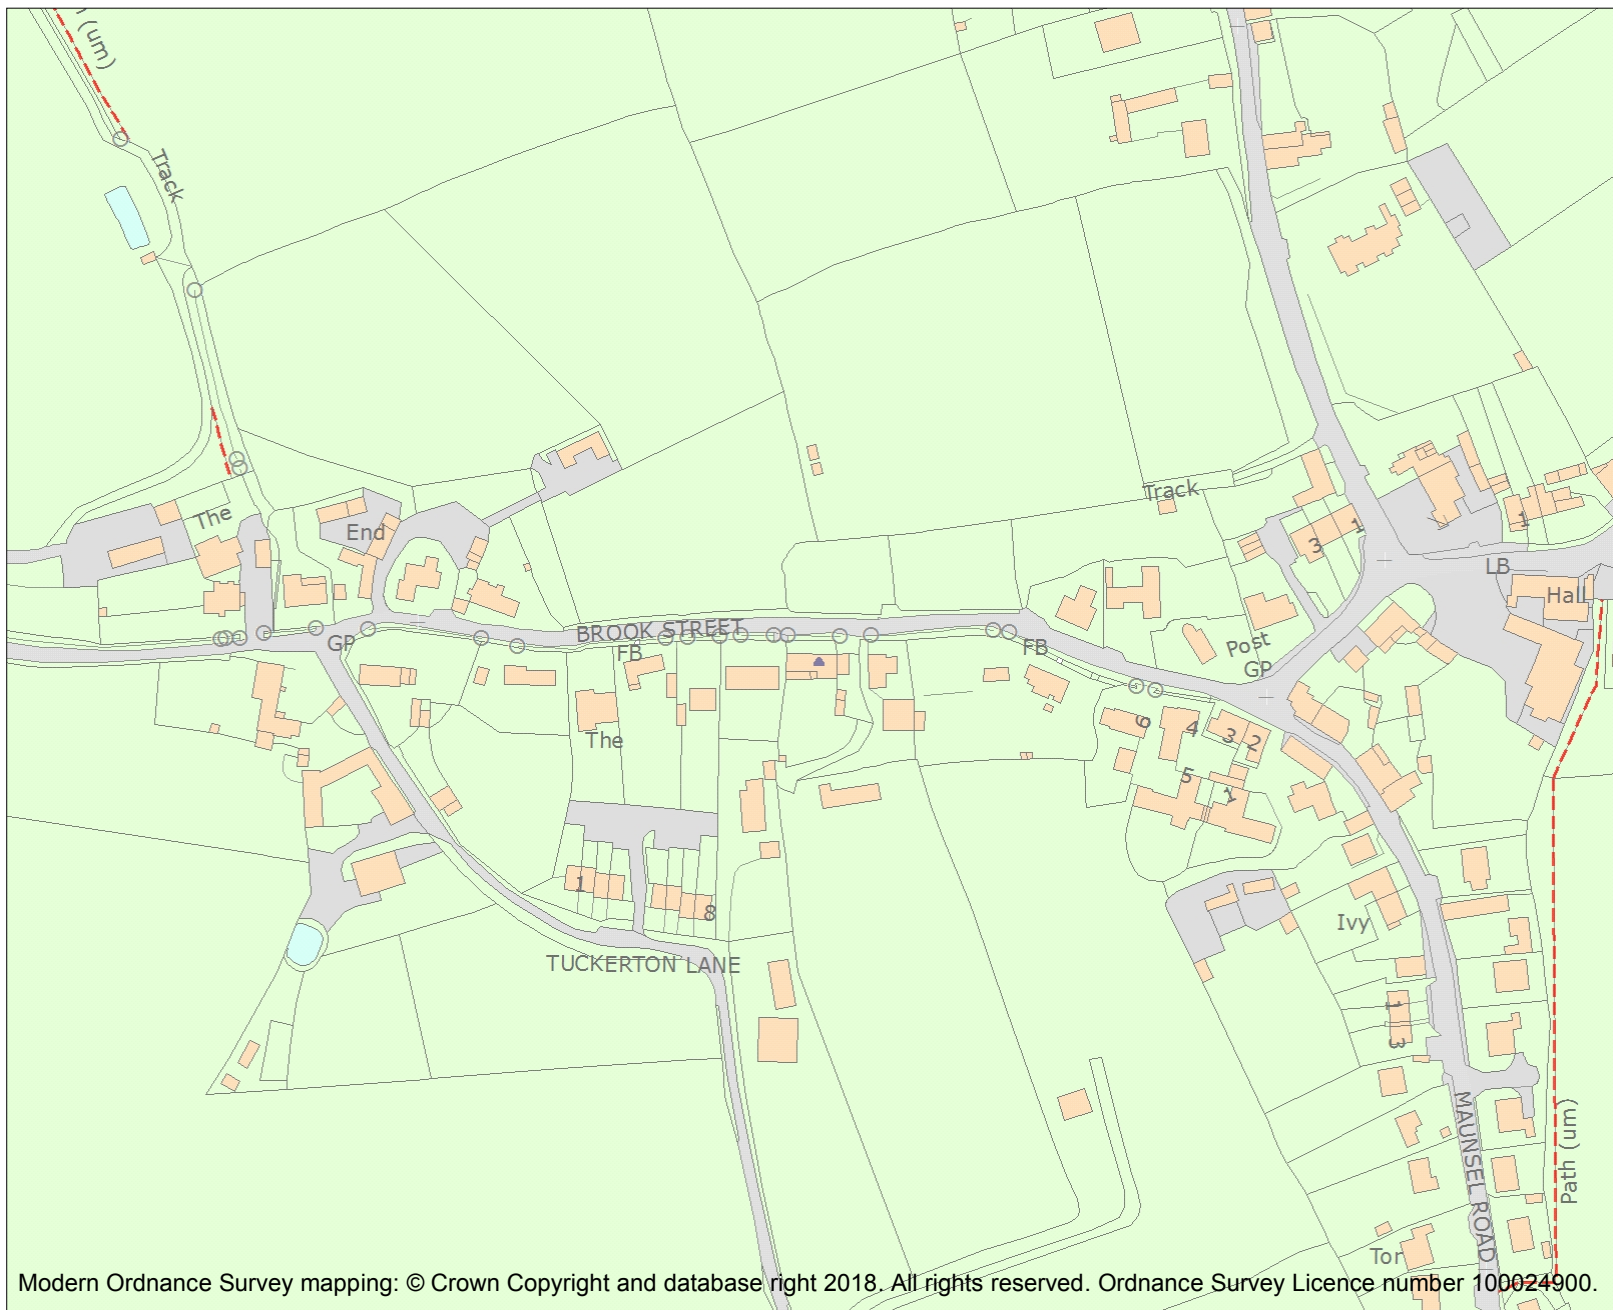 (um)
Track
The
End
GP
BROOK STREET
FB
The
FB
Track
3
1
1
LB
Hall
Post
GP
6
4
3
2
5
1
1
8
TUCKERTON LANE
Ivy
1
3
MAUNSEL ROAD
Path (um)
Tor
Modern Ordnance Survey mapping: © Crown Copyright and database right 2018. All rights reserved. Ordnance Survey Licence number 100024900.